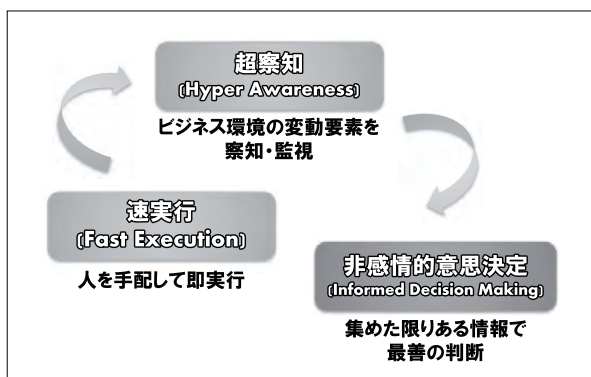 超察知
(Hyper Awareness)
ビジネス環境の変動要素を
察知・監視
速実行
(Fast Execution)
人を手配して即実行
非感情的意思決定
(Informed Decision Making)
集めた限りある情報で
最善の判断